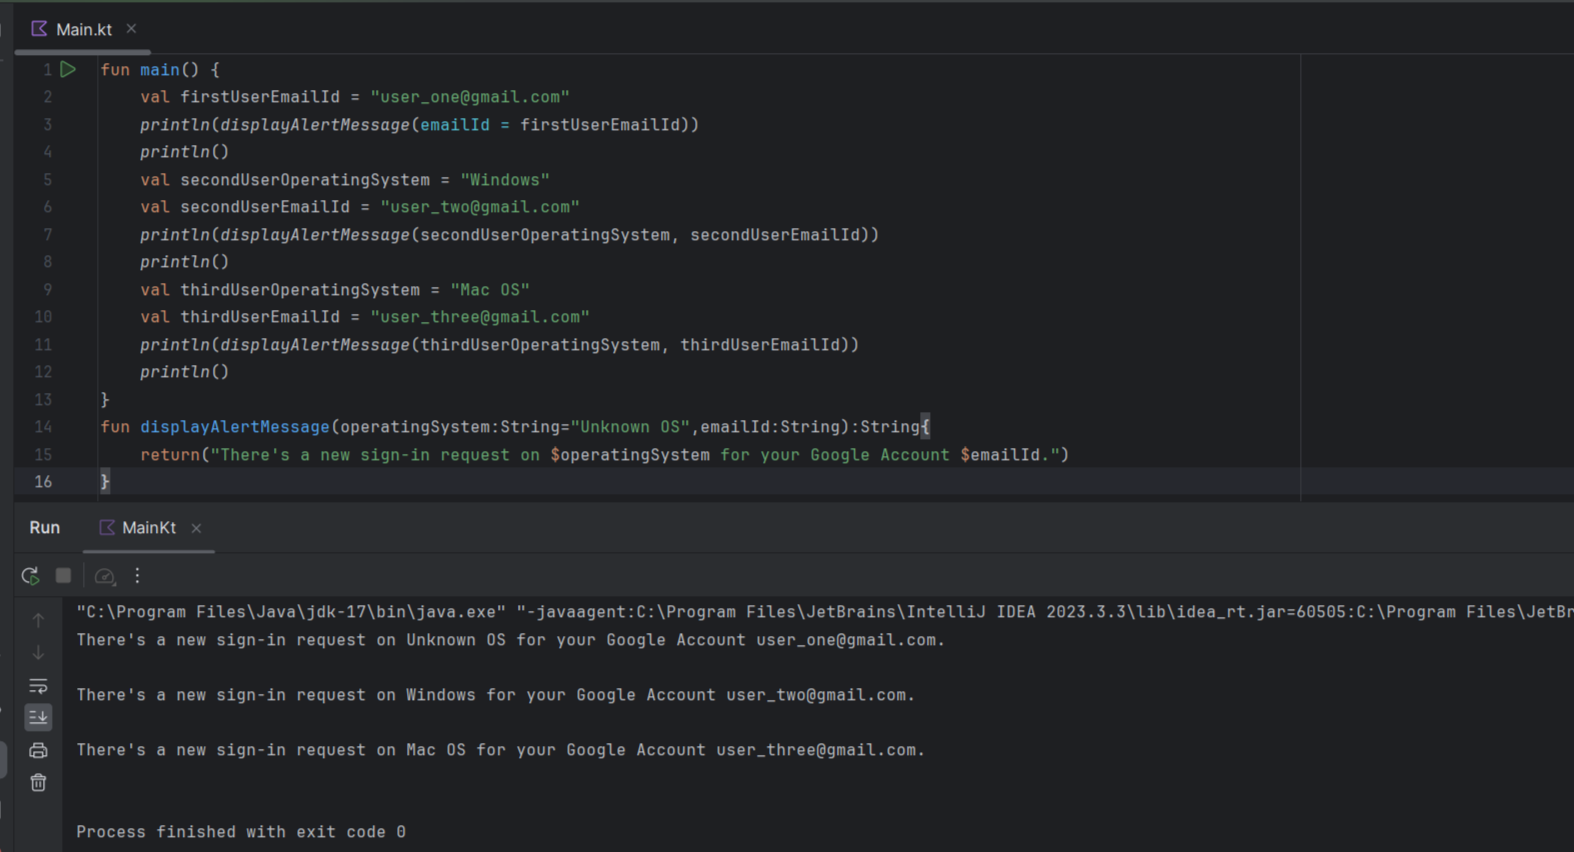 Main.kt
1 fun main() {
2     val firstUserEmailId = "user_one@gmail.com"
3     println(displayAlertMessage(emailId = firstUserEmailId))
4     println()
5     val secondUserOperatingSystem = "Windows"
6     val secondUserEmailId = "user_two@gmail.com"
7     println(displayAlertMessage(secondUserOperatingSystem, secondUserEmailId))
8     println()
9     val thirdUserOperatingSystem = "Mac OS"
10     val thirdUserEmailId = "user_three@gmail.com"
11     println(displayAlertMessage(thirdUserOperatingSystem, thirdUserEmailId))
12     println()
13 }
14 fun displayAlertMessage(operatingSystem:String="Unknown OS",emailId:String):String{
15     return("There's a new sign-in request on $operatingSystem for your Google Account $emailId.")
16 }
Run MainKt
"C:\Program Files\Java\jdk-17\bin\java.exe" "-javaagent:C:\Program Files\JetBrains\IntelliJ IDEA 2023.3.3\lib\idea_rt.jar=60505:C:\Program Files\JetBr
There's a new sign-in request on Unknown OS for your Google Account user_one@gmail.com.
There's a new sign-in request on Windows for your Google Account user_two@gmail.com.
There's a new sign-in request on Mac OS for your Google Account user_three@gmail.com.
Process finished with exit code 0